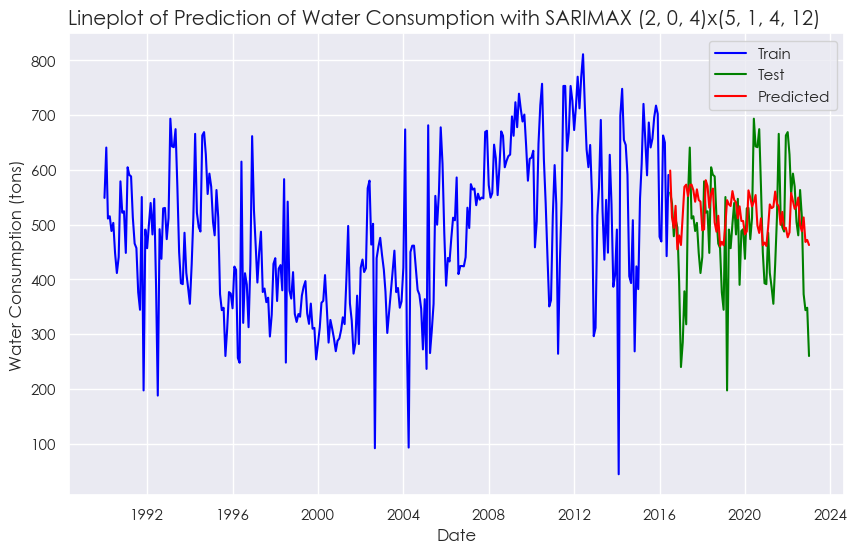 Lineplot of Prediction of Water Consumption with SARIMAX (2, 0, 4)x(5, 1, 4, 12)
Train
Test
Predicted
800
700
600
500
400
300
200
100
Water Consumption (tons)
1992 1996 2000 2004 2008 2012 2016 2020 2024
Date